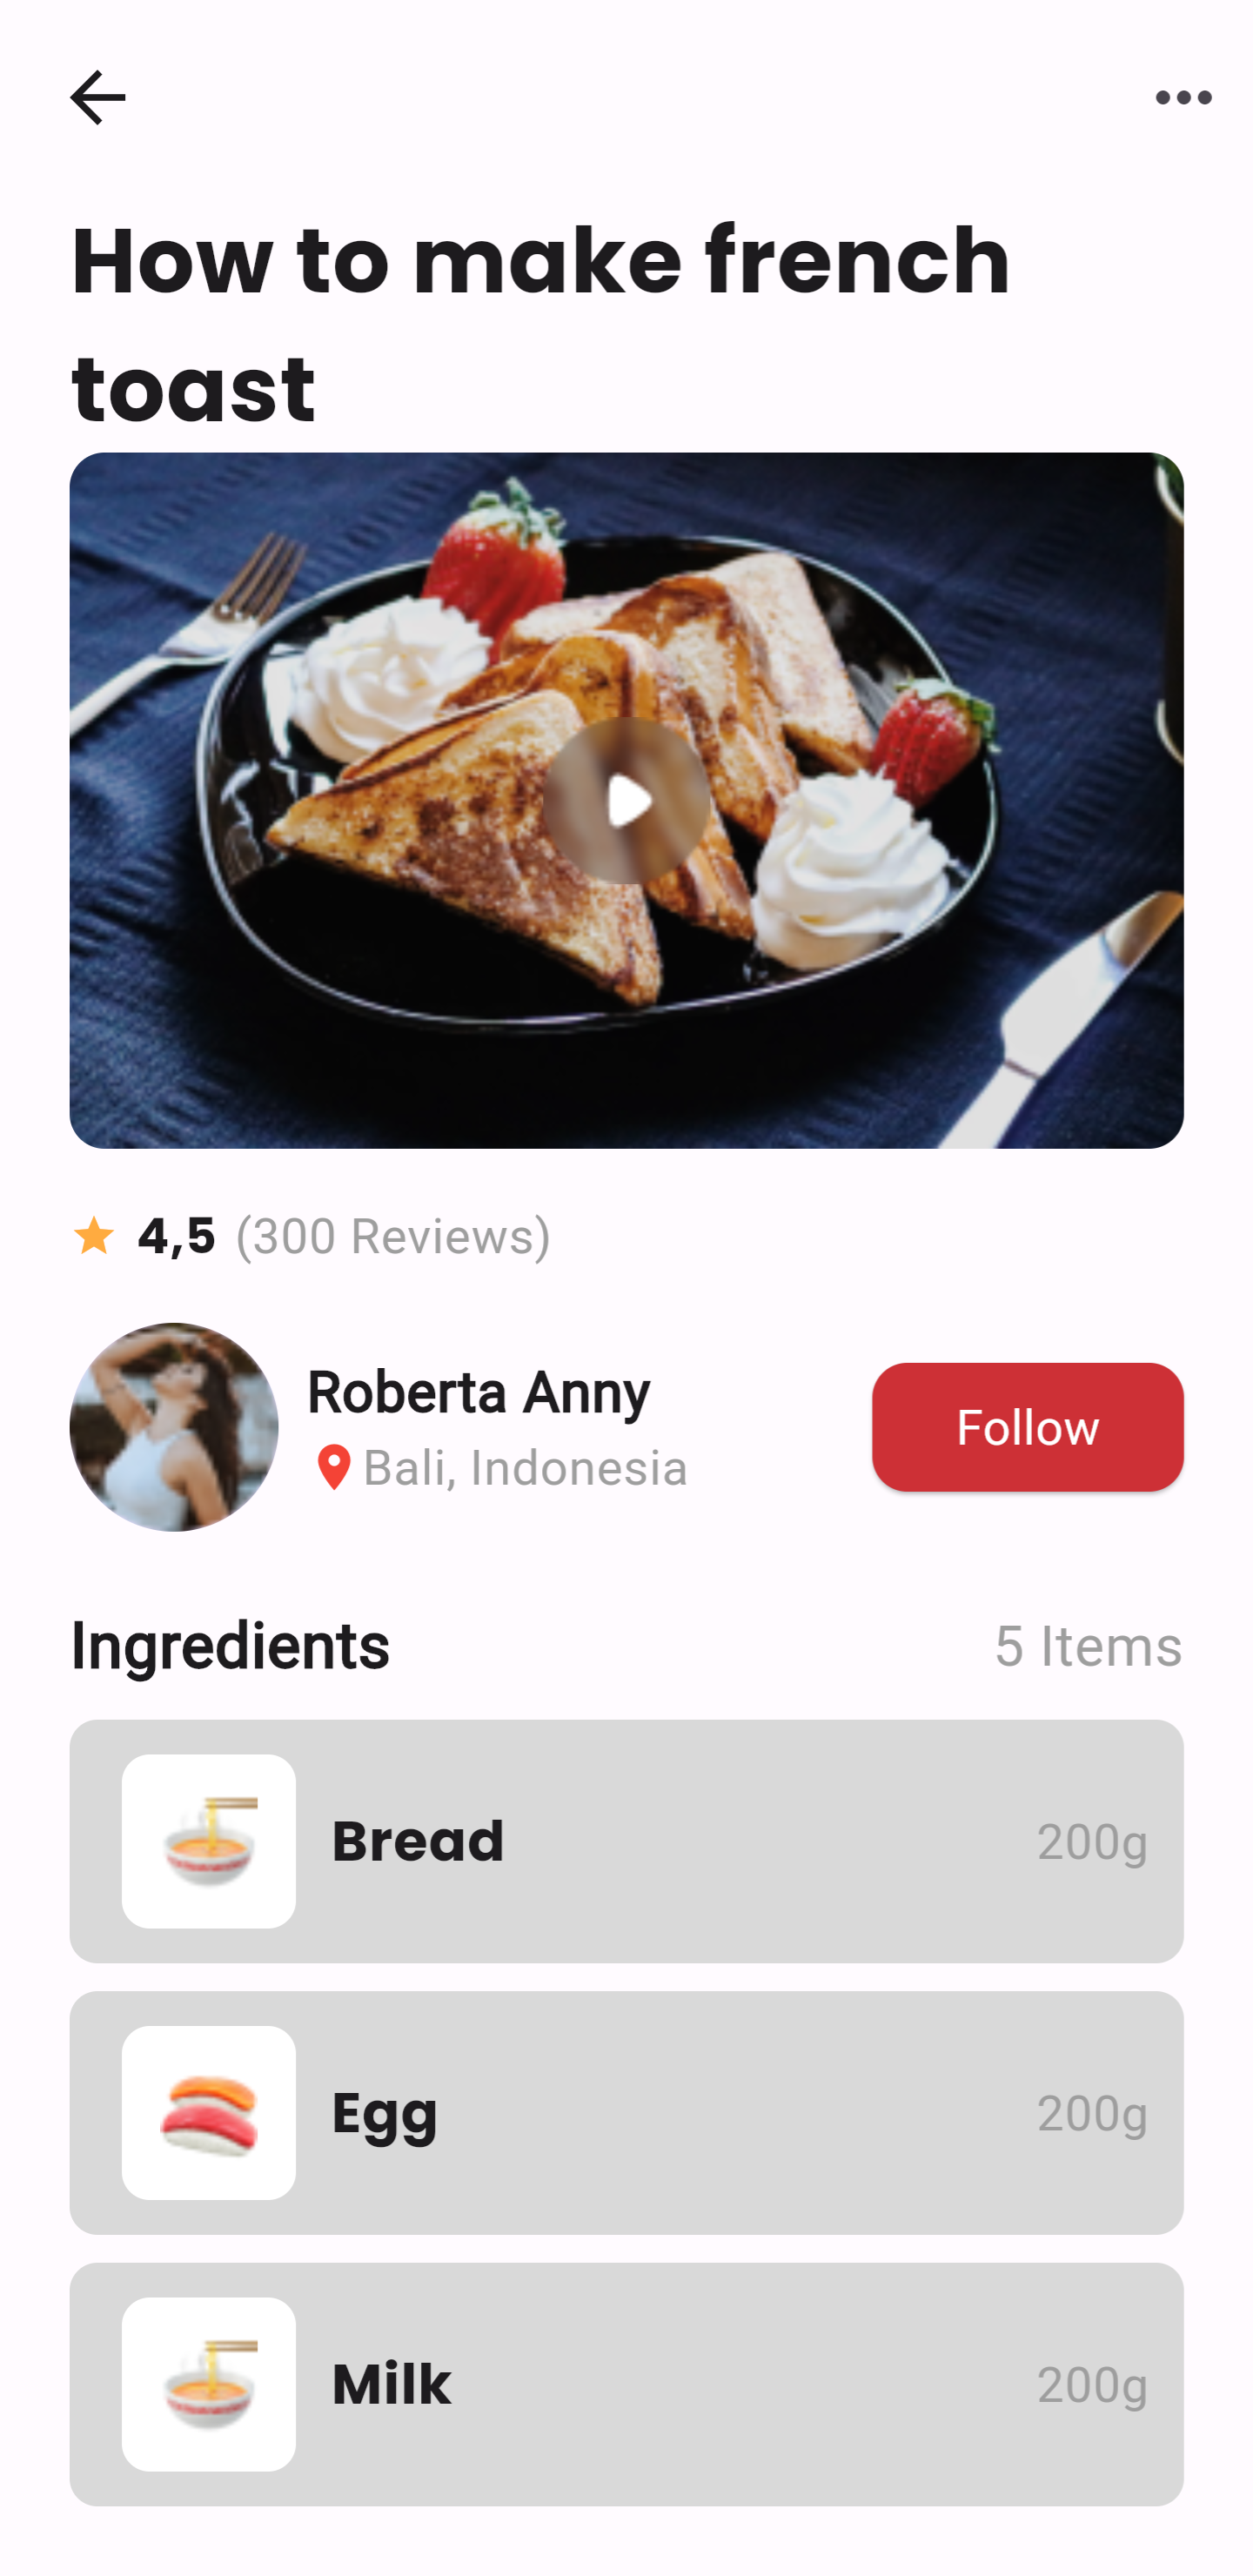 How to make french
toast
4,5 (300 Reviews)
Roberta Anny
Bali, Indonesia
Follow
Ingredients
5 Items
Bread
200g
Egg
200g
Milk
200g